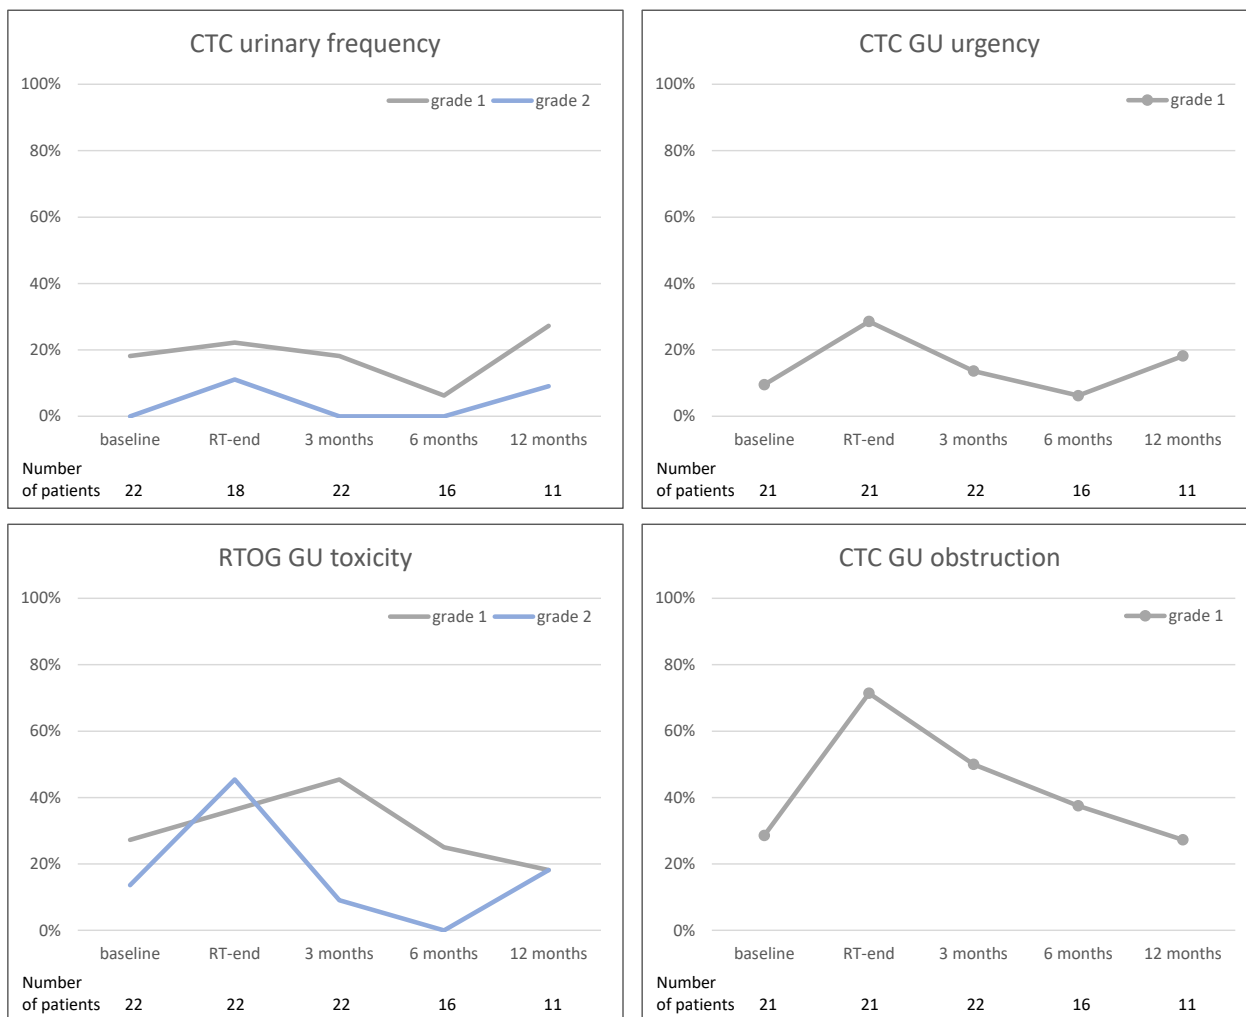 CTC urinary frequency
100%
grade 1 grade 2
80%
60%
40%
20%
0%
baseline RT-end 3 months 6 months 12 months
Number
of patients 22 18 22 16 11
CTC GU urgency
100%
grade 1
80%
60%
40%
20%
0%
baseline RT-end 3 months 6 months 12 months
Number
of patients 21 21 22 16 11
RTOG GU toxicity
100%
grade 1 grade 2
80%
60%
40%
20%
0%
baseline RT-end 3 months 6 months 12 months
Number
of patients 22 22 22 16 11
CTC GU obstruction
100%
grade 1
80%
60%
40%
20%
0%
baseline RT-end 3 months 6 months 12 months
Number
of patients 21 21 22 16 11